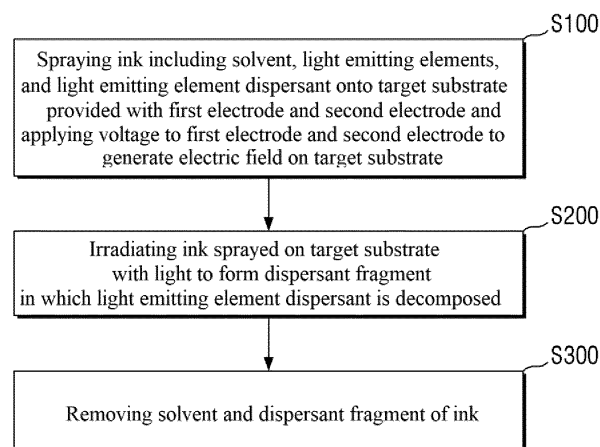 S100
Spraying ink including solvent, light emitting elements,
and light emitting element dispersant onto target substrate
provided with first electrode and second electrode and
applying voltage to first electrode and second electrode to
generate electric field on target substrate
S200
Irradiating ink sprayed on target substrate
with light to form dispersant fragment
in which light emitting element dispersant is decomposed
S300
Removing solvent and dispersant fragment of ink